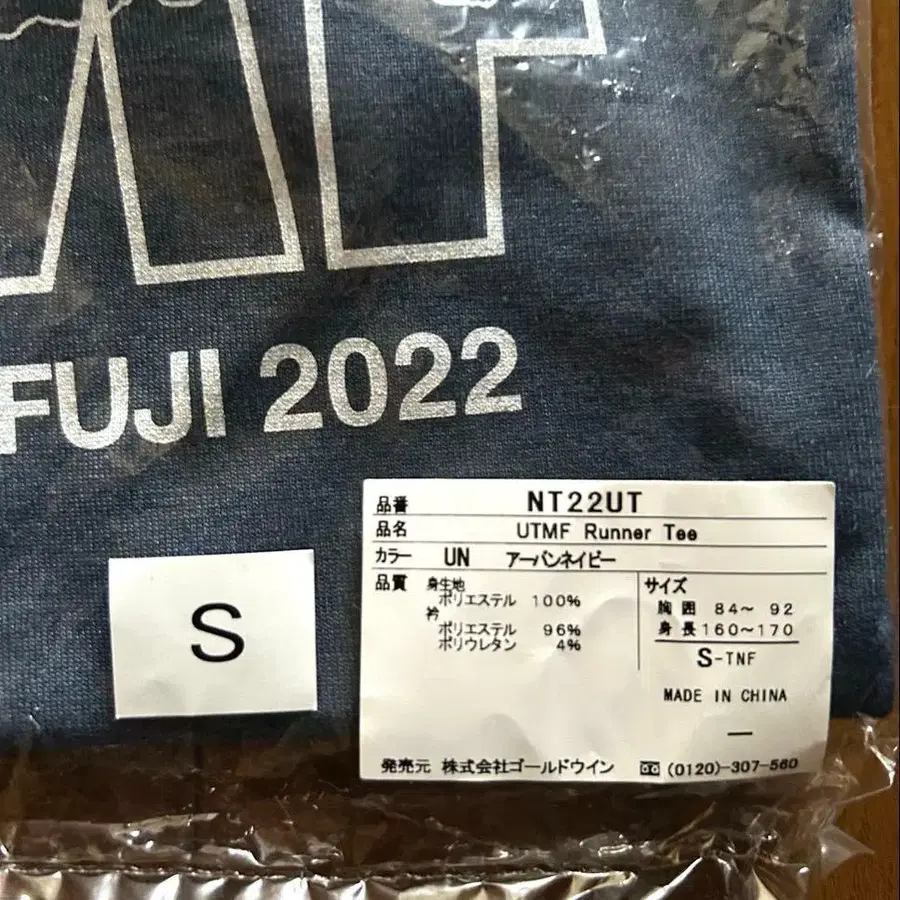 FUJI 2022
S
品番 NT22UT
品名 UTMF Runner Tee
カラー UN アーバンネイビー
品質 身生地
ポリエステル 100%
衿
ポリエステル 96%
ポリウレタン 4%
サイズ
胸囲 84～ 92
身長160～170
S-TNF
MADE IN CHINA
—
発売元 株式会社ゴールドウイン (0120)-307-560